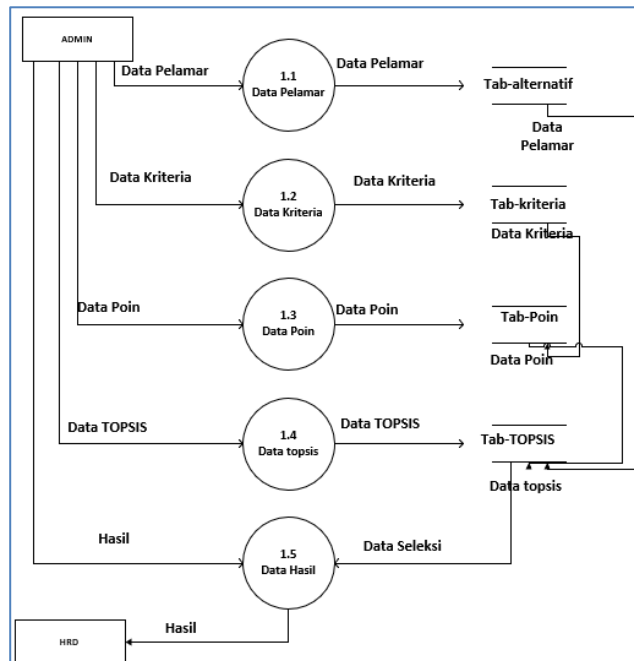 ADMIN
Data Pelamar
1.1
Data Pelamar
Data Pelamar
Tab-alternatif
Data
Pelamar
Data Kriteria
1.2
Data Kriteria
Data Kriteria
Tab-kriteria
Data Kriteria
Data Poin
1.3
Data Poin
Data Poin
Tab-Poin
Data Poin
Data TOPSIS
1.4
Data topsis
Data TOPSIS
Tab-TOPSIS
Data topsis
Hasil
1.5
Data Hasil
Data Seleksi
HRD
Hasil